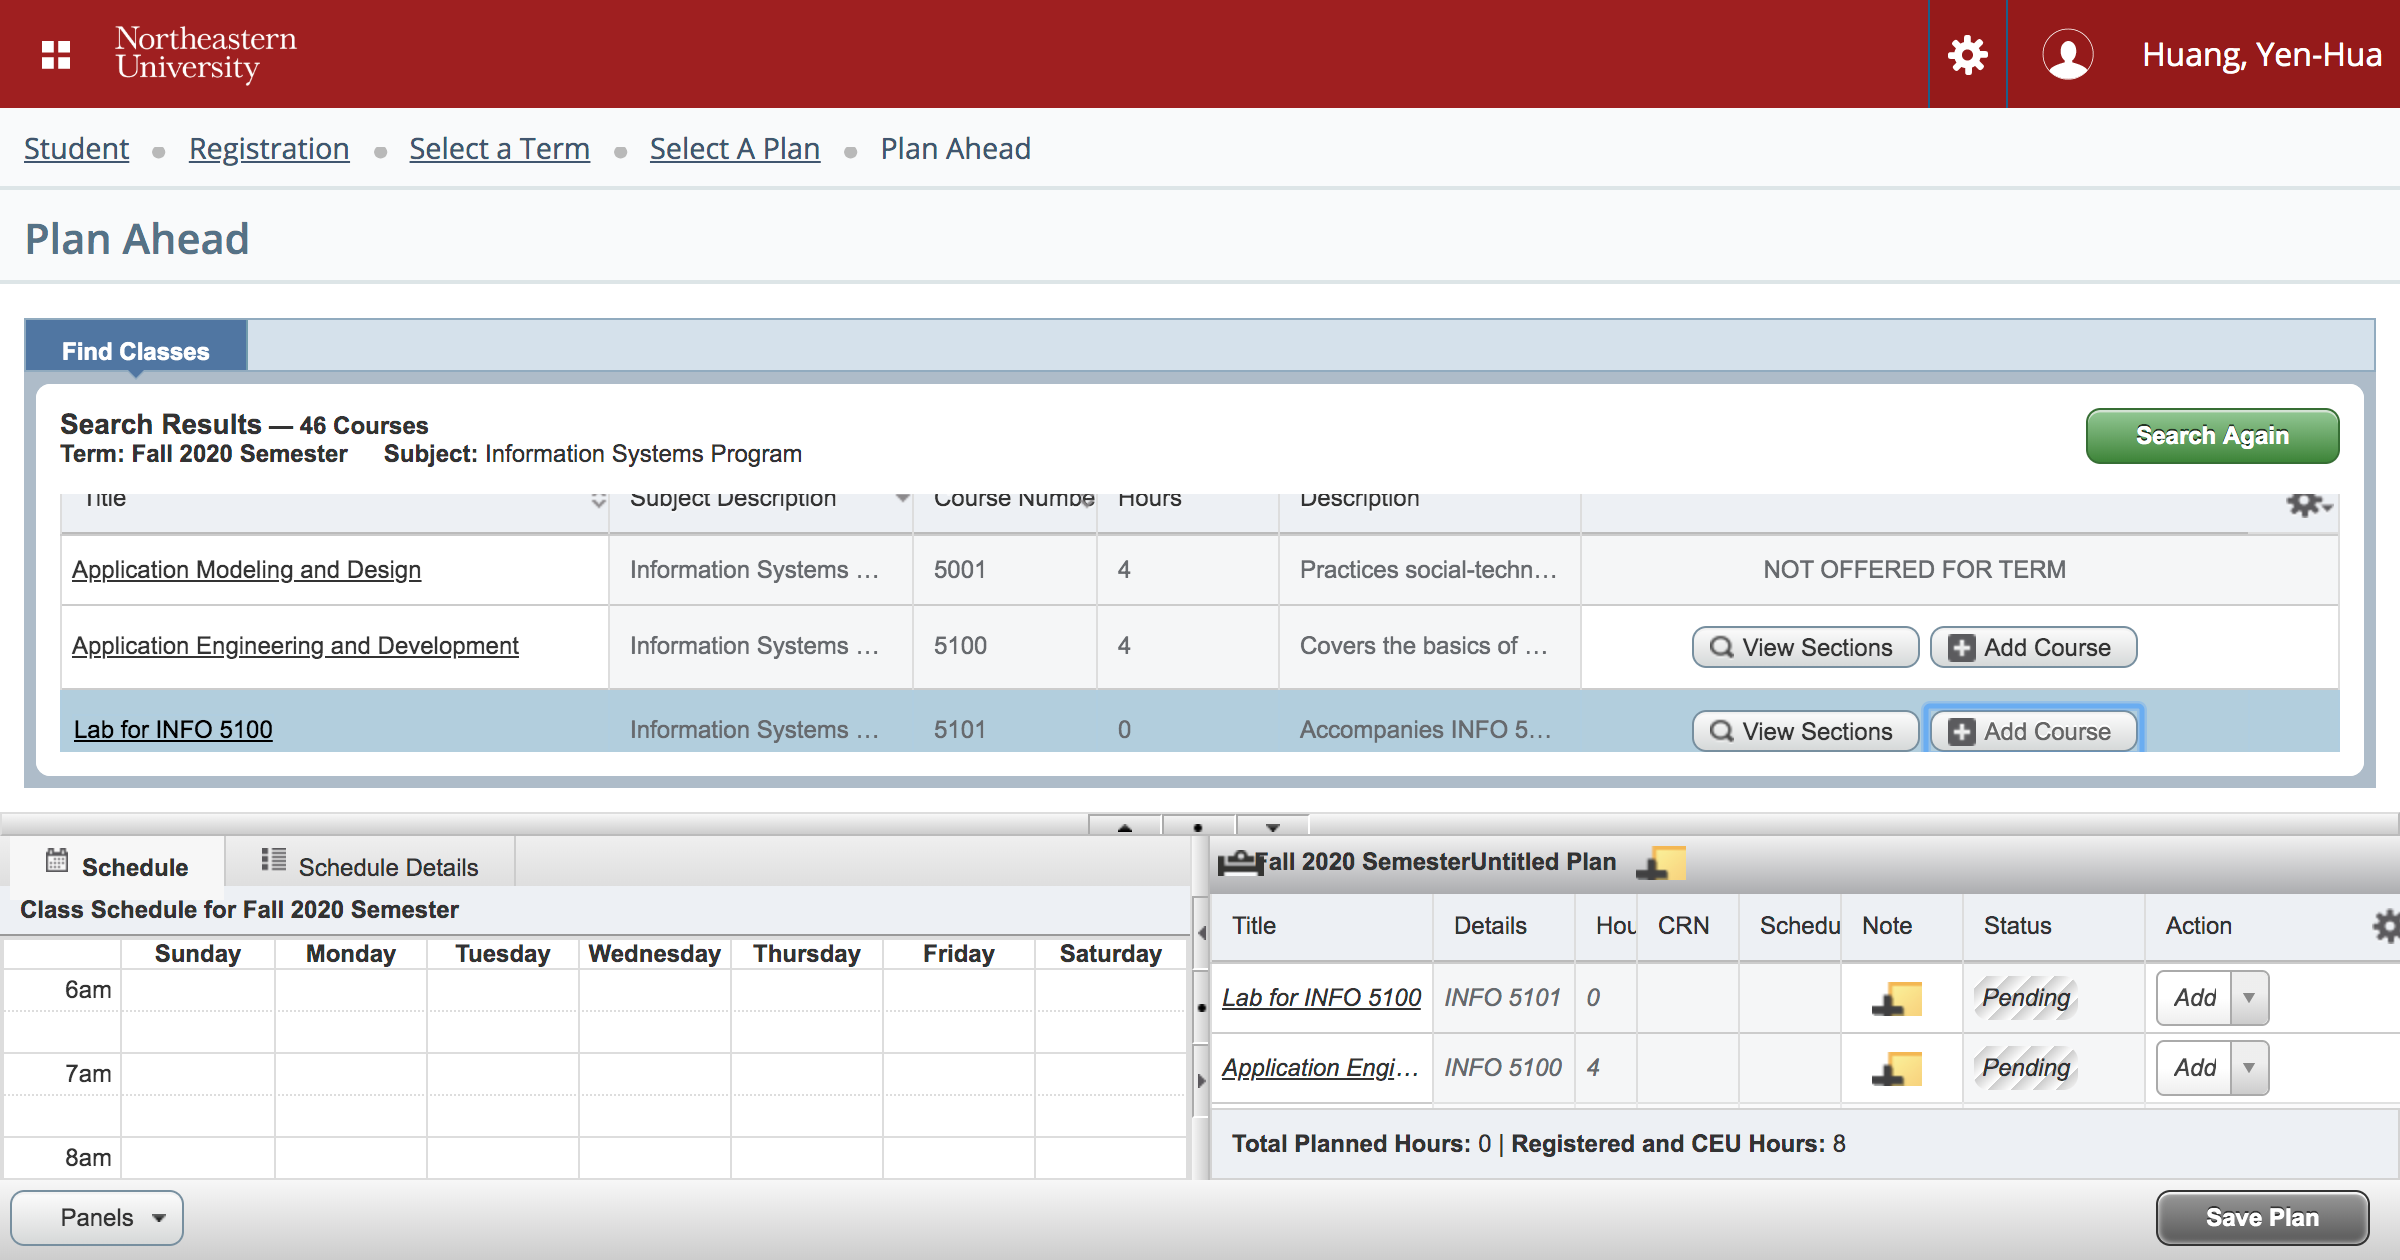 Northeastern
University
Huang, Yen-Hua
Student Registration Select a Term Select A Plan Plan Ahead
Plan Ahead
Find Classes
Search Results — 46 Courses
Term: Fall 2020 Semester Subject: Information Systems Program
Search Again
Title Subject Description Course Numbe Hours Description
Application Modeling and Design Information Systems ... 5001 4 Practices social-techn... NOT OFFERED FOR TERM
Application Engineering and Development Information Systems ... 5100 4 Covers the basics of ... View Sections Add Course
Lab for INFO 5100 Information Systems ... 5101 0 Accompanies INFO 5... View Sections Add Course
Schedule Schedule Details
Class Schedule for Fall 2020 Semester
Sunday Monday Tuesday Wednesday Thursday Friday Saturday
6am
7am
8am
Fall 2020 SemesterUntitled Plan
Title Details Hou CRN Schedu Note Status Action
Lab for INFO 5100 INFO 5101 0 Pending Add
Application Engi... INFO 5100 4 Pending Add
Total Planned Hours: 0 | Registered and CEU Hours: 8
Panels
Save Plan